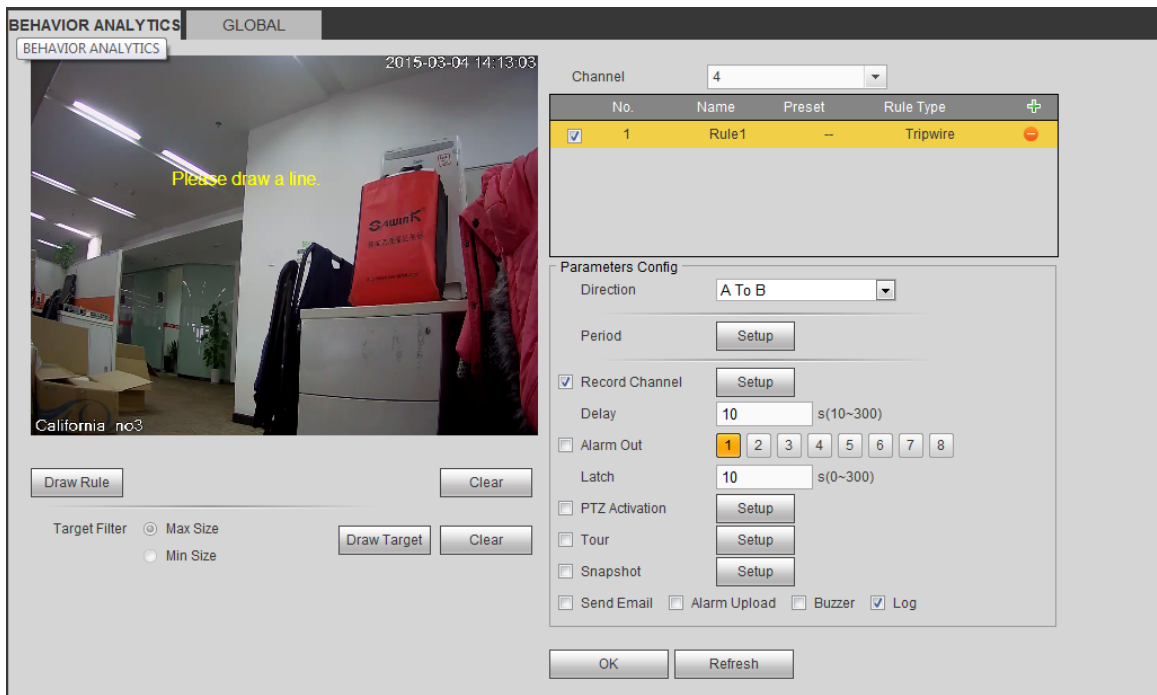 BEHAVIOR ANALYTICS GLOBAL
BEHAVIOR ANALYTICS
2015-03-04 14:13:03
Please draw a line.
SAWINK
California no3
Draw Rule Clear
Target Filter Max Size
Min Size
Draw Target Clear
Channel 4
No. Name Preset Rule Type
1 Rule1 -- Tripwire
Parameters Config
Direction A To B
Period Setup
Record Channel Setup
Delay 10 s(10~300)
Alarm Out 1 2 3 4 5 6 7 8
Latch 10 s(0~300)
PTZ Activation Setup
Tour Setup
Snapshot Setup
Send Email Alarm Upload Buzzer Log
OK Refresh